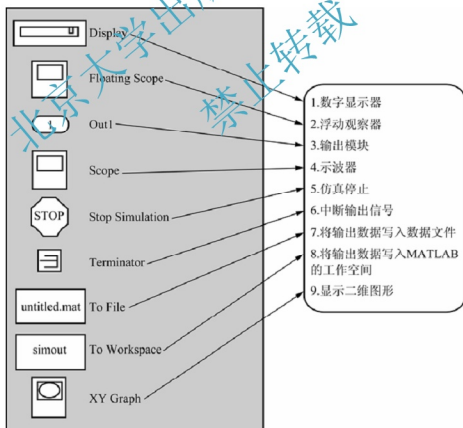 Display
Floating Scope
1
Out1
Scope
STOP
Stop Simulation
Terminator
untitled.mat
To File
simout
To Workspace
XY Graph
1.数字显示器
2.浮动观察器
3.输出模块
4.示波器
5.仿真停止
6.中断输出信号
7.将输出数据写入数据文件
8.将输出数据写入MATLAB
的工作空间
9.显示二维图形
北京大学出版
禁止转载